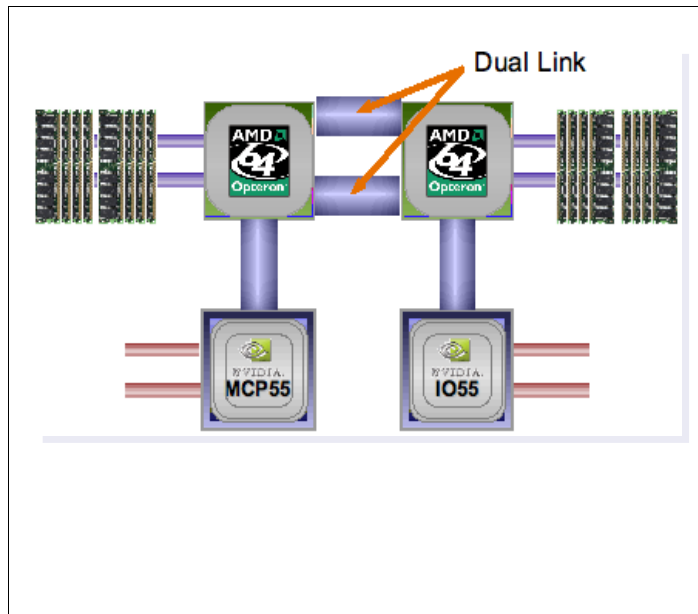 Dual Link
AMD
64
Opteron
AMD
64
Opteron
NVIDIA.
MCP55
NVIDIA.
IO55